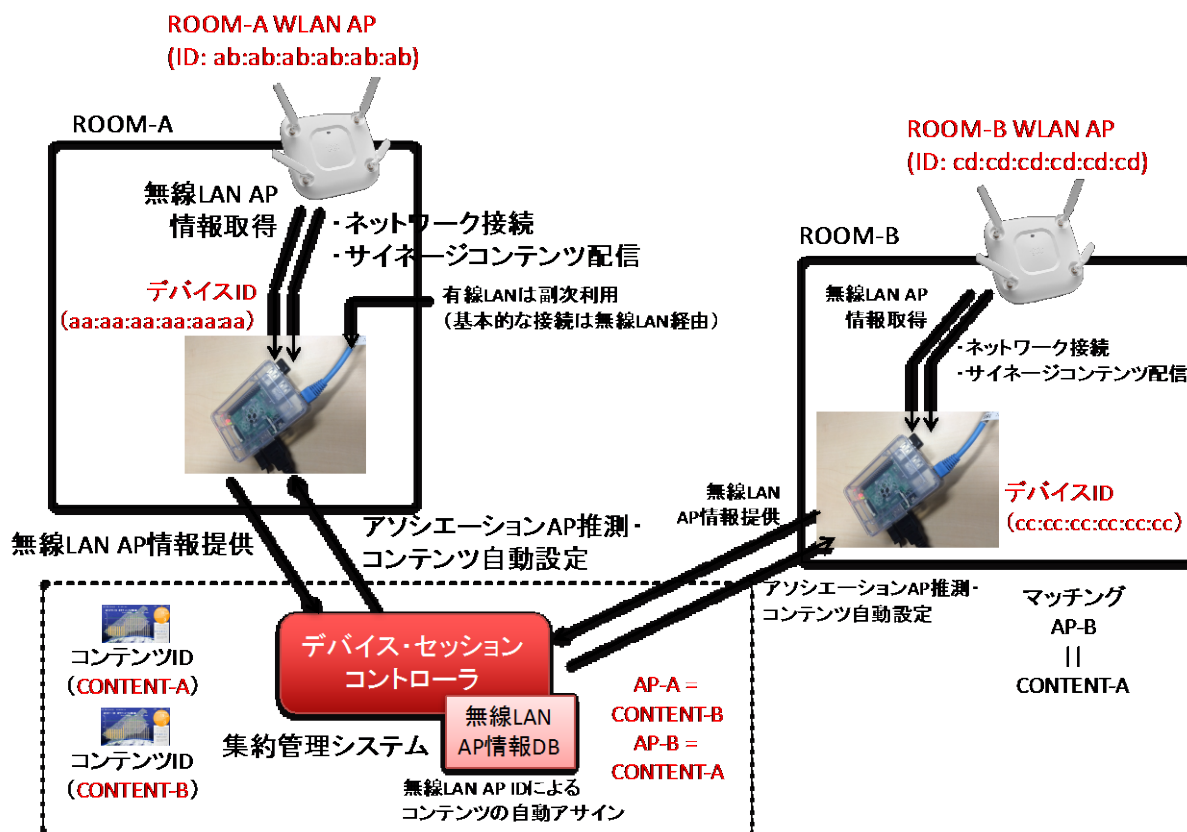 ROOM-A WLAN AP
(ID: ab:ab:ab:ab:ab:ab)
ROOM-A
無線LAN AP
情報取得
・ネットワーク接続
・サイネージコンテンツ配信
デバイスID
（aa:aa:aa:aa:aa:aa）
有線LANは副次利用
（基本的な接続は無線LAN経由）
ROOM-B WLAN AP
(ID: cd:cd:cd:cd:cd:cd)
ROOM-B
無線LAN AP
情報取得
・ネットワーク接続
・サイネージコンテンツ配信
デバイスID
（cc:cc:cc:cc:cc:cc）
無線LAN
AP情報提供
無線LAN AP情報提供
アソシエーションAP推測・
コンテンツ自動設定
アソシエーションAP推測・
コンテンツ自動設定
マッチング
AP-B
||
CONTENT-A
コンテンツID
（CONTENT-A）
コンテンツID
（CONTENT-B）
デバイス・セッション
コントローラ
集約管理システム
無線LAN
AP情報DB
AP-A =
CONTENT-B
AP-B =
CONTENT-A
無線LAN AP IDによる
コンテンツの自動アサイン